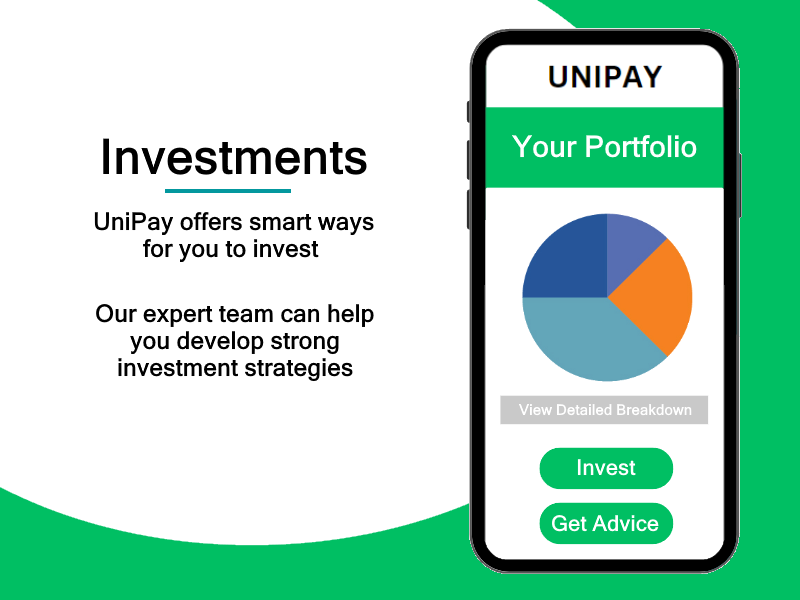 Investments
UniPay offers smart ways
for you to invest
Our expert team can help
you develop strong
investment strategies
UNIPAY
Your Portfolio
View Detailed Breakdown
Invest
Get Advice